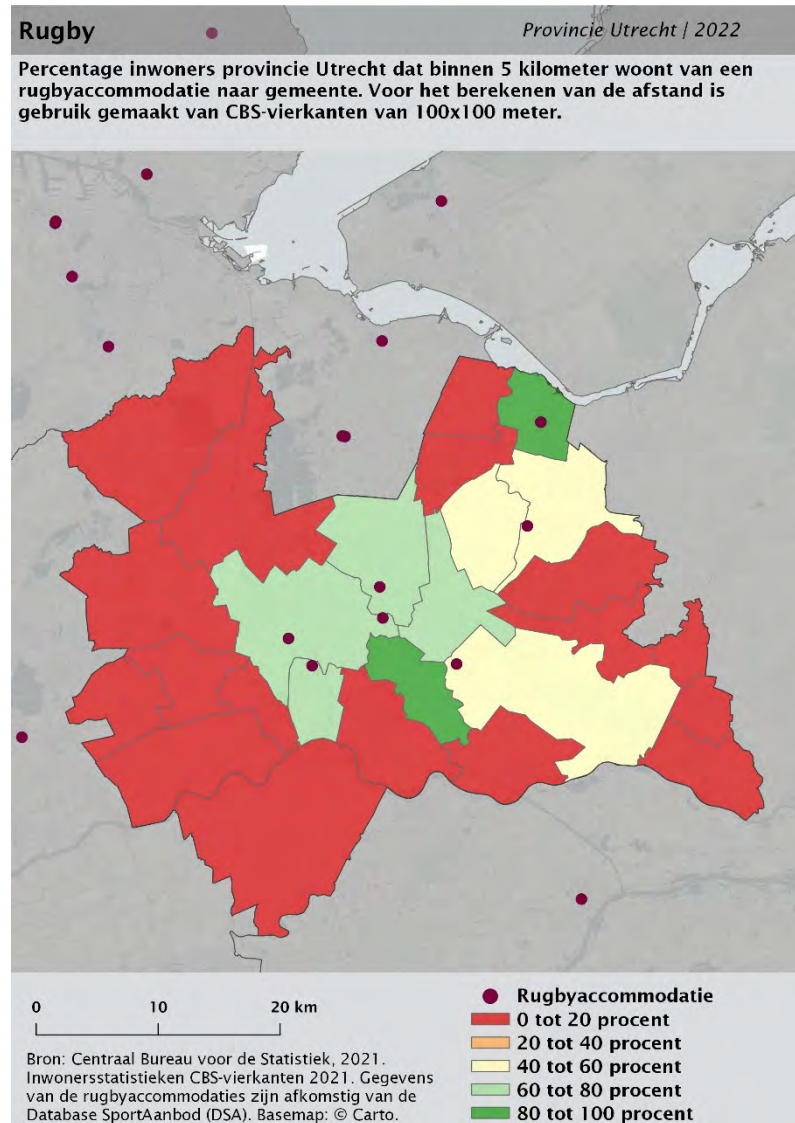 Rugby
Provincie Utrecht | 2022
Percentage inwoners provincie Utrecht dat binnen 5 kilometer woont van een
rugbyaccommodatie naar gemeente. Voor het berekenen van de afstand is
gebruik gemaakt van CBS-vierkanten van 100x100 meter.
0 10 20 km
Bron: Centraal Bureau voor de Statistiek, 2021.
Inwonersstatistieken CBS-vierkanten 2021. Gegevens
van de rugbyaccommodaties zijn afkomstig van de
Database SportAanbod (DSA). Basemap: © Carto.
Rugbyaccommodatie
0 tot 20 procent
20 tot 40 procent
40 tot 60 procent
60 tot 80 procent
80 tot 100 procent